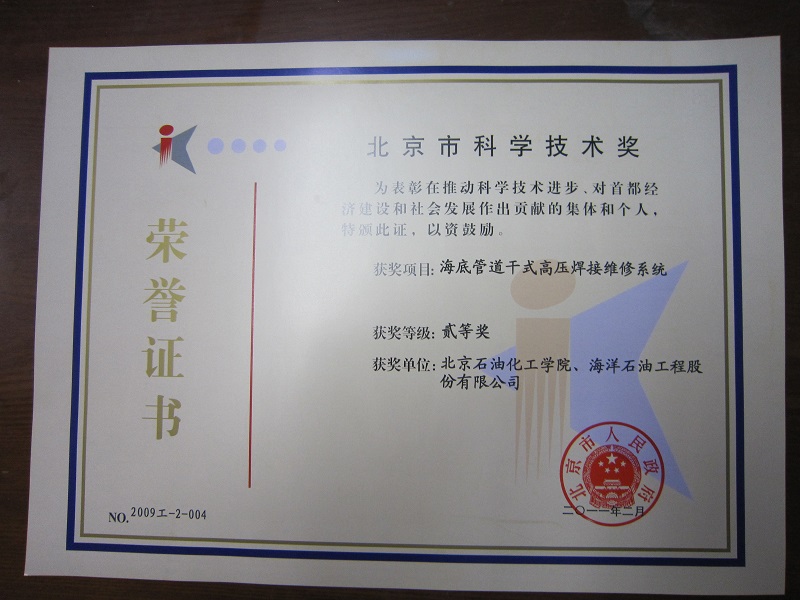 荣誉证书
北京市科学技术奖
为表彰在推动科学技术进步、对首都经
济建设和社会发展作出贡献的集体和个人，
特颁此证，以资鼓励。
获奖项目：海底管道干式高压焊接维修系统
获奖等级：贰等奖
获奖单位：北京石油化工学院、海洋石油工程股
份有限公司
北京市人民政府
二〇一一年二月
NO. 2009工-2-004